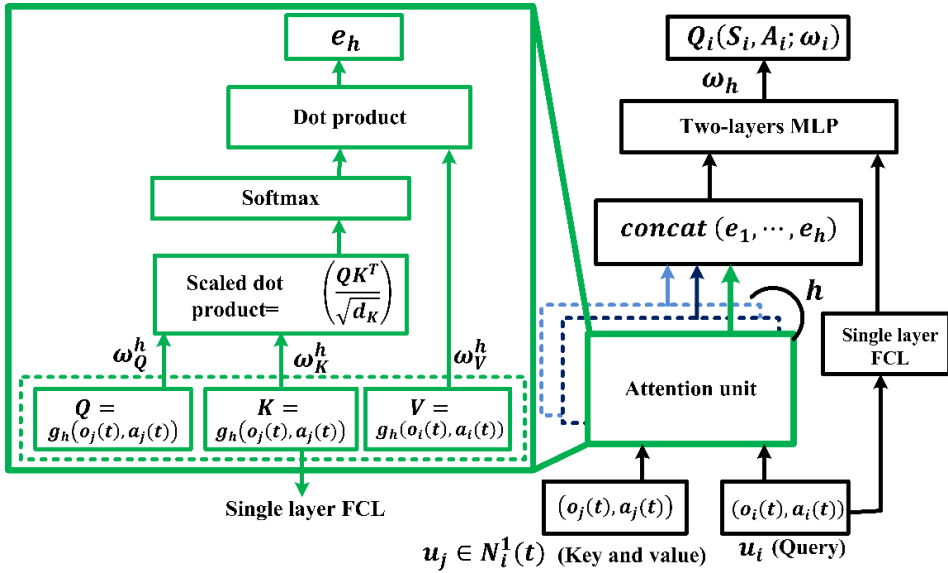 e_h
Dot product
Softmax
Scaled dot
product=
(QK^T / √d_K)
ω_Q^h
ω_K^h
ω_V^h
Q =
g_h(o_j(t), a_j(t))
K =
g_h(o_j(t), a_j(t))
V =
g_h(o_i(t), a_i(t))
Single layer FCL
Q_i(S_i, A_i; ω_i)
ω_h
Two-layers MLP
concat (e_1, ⋯, e_h)
h
Single layer
FCL
Attention unit
(o_j(t), a_j(t))
(o_i(t), a_i(t))
u_j ∈ N_i^1(t) (Key and value)
u_i (Query)